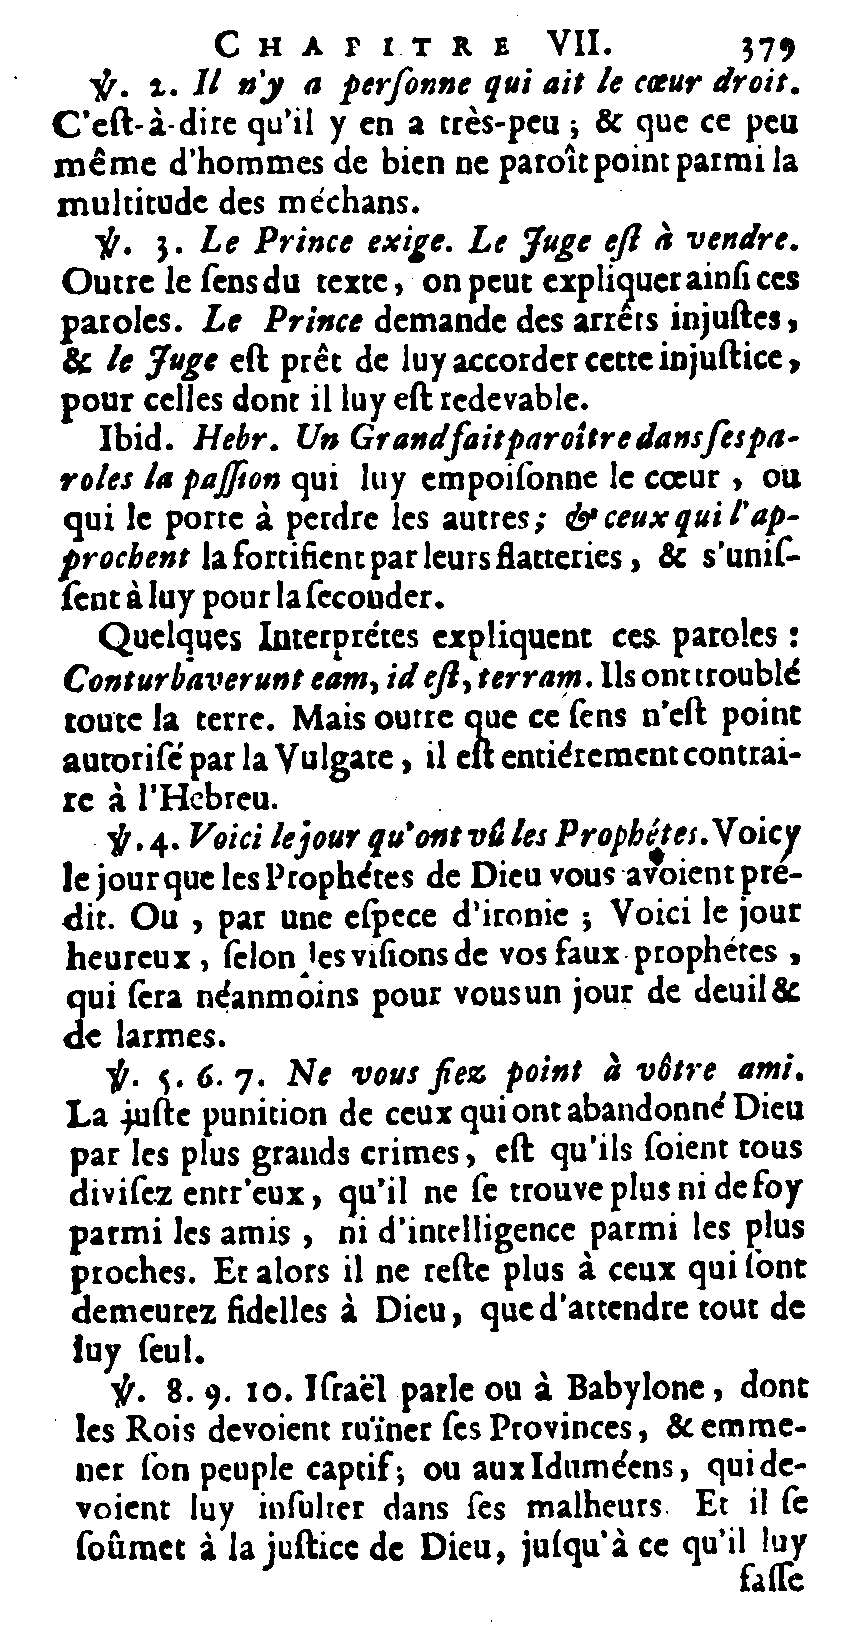 CHAPITRE VII. 379
℣. 2. Il n'y a perſonne qui ait le cœur droit.
C'eſt-à-dire qu'il y en a très-peu ; & que ce peu
même d'hommes de bien ne paroît point parmi la
multitude des méchans.
℣. 3. Le Prince exige. Le Juge eſt à vendre.
Outre le ſens du texte, on peut expliquer ainſi ces
paroles. Le Prince demande des arrêts injuſtes,
& le Juge eſt prêt de luy accorder cette injuſtice,
pour celles dont il luy eſt redevable.
Ibid. Hebr. Un Grand fait paroître dans ſes pa-
roles la paſſion qui luy empoiſonne le cœur, ou
qui le porte à perdre les autres; & ceux qui l'ap-
prochent la fortifient par leurs flatteries, & s'uniſ-
ſent à luy pour la ſeconder.
Quelques Interprétes expliquent ces paroles :
Conturbaverunt eam, id eſt, terram. Ils ont troublé
toute la terre. Mais outre que ce ſens n'eſt point
autoriſé par la Vulgate, il eſt entiérement contrai-
re à l'Hebreu.
℣. 4. Voici le jour qu'ont vû les Prophétes. Voicy
le jour que les Prophétes de Dieu vous avoient pré-
dit. Ou, par une eſpece d'ironie ; Voici le jour
heureux, ſelon les viſions de vos faux prophétes,
qui ſera néanmoins pour vous un jour de deuil &
de larmes.
℣. 5. 6. 7. Ne vous fiez point à vôtre ami.
La juſte punition de ceux qui ont abandonné Dieu
par les plus grands crimes, eſt qu'ils ſoient tous
diviſez entr'eux, qu'il ne ſe trouve plus ni de foy
parmi les amis, ni d'intelligence parmi les plus
proches. Et alors il ne reſte plus à ceux qui ſont
demeurez fidelles à Dieu, que d'attendre tout de
luy ſeul.
℣. 8. 9. 10. Iſraël parle ou à Babylone, dont
les Rois devoient ruïner ſes Provinces, & emme-
ner ſon peuple captif; ou aux Iduméens, qui de-
voient luy inſulter dans ſes malheurs. Et il ſe
ſoûmet à la juſtice de Dieu, juſqu'à ce qu'il luy
faſſe